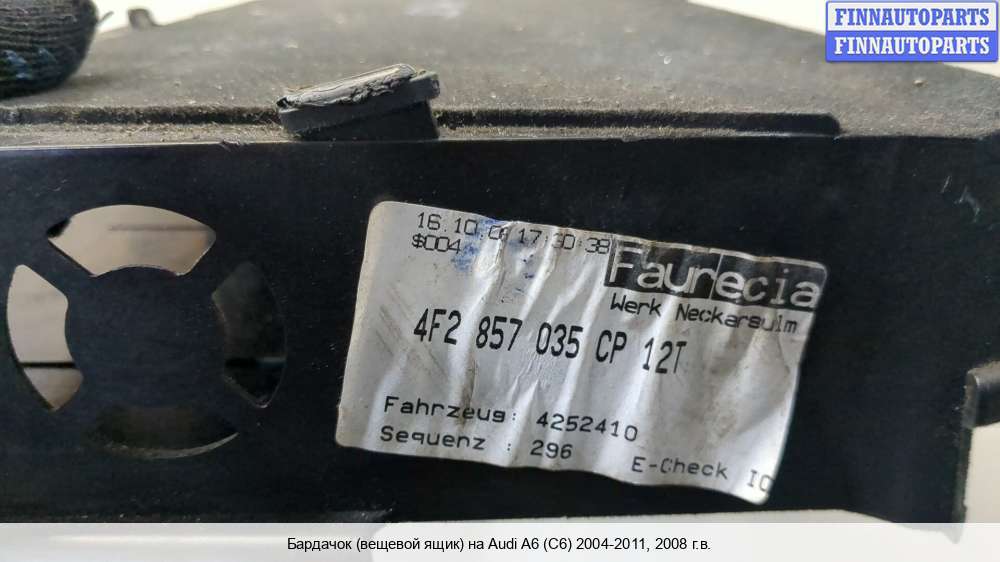 FINNAUTOPARTS
FINNAUTOPARTS
16.10.08 17:30:38
$004
Faurecia
Werk Neckarsulm
4F2 857 035 CP 12T
Fahrzeug: 4252410
Sequenz : 296
E-Check IO
Бардачок (вещевой ящик) на Audi A6 (C6) 2004-2011, 2008 г.в.